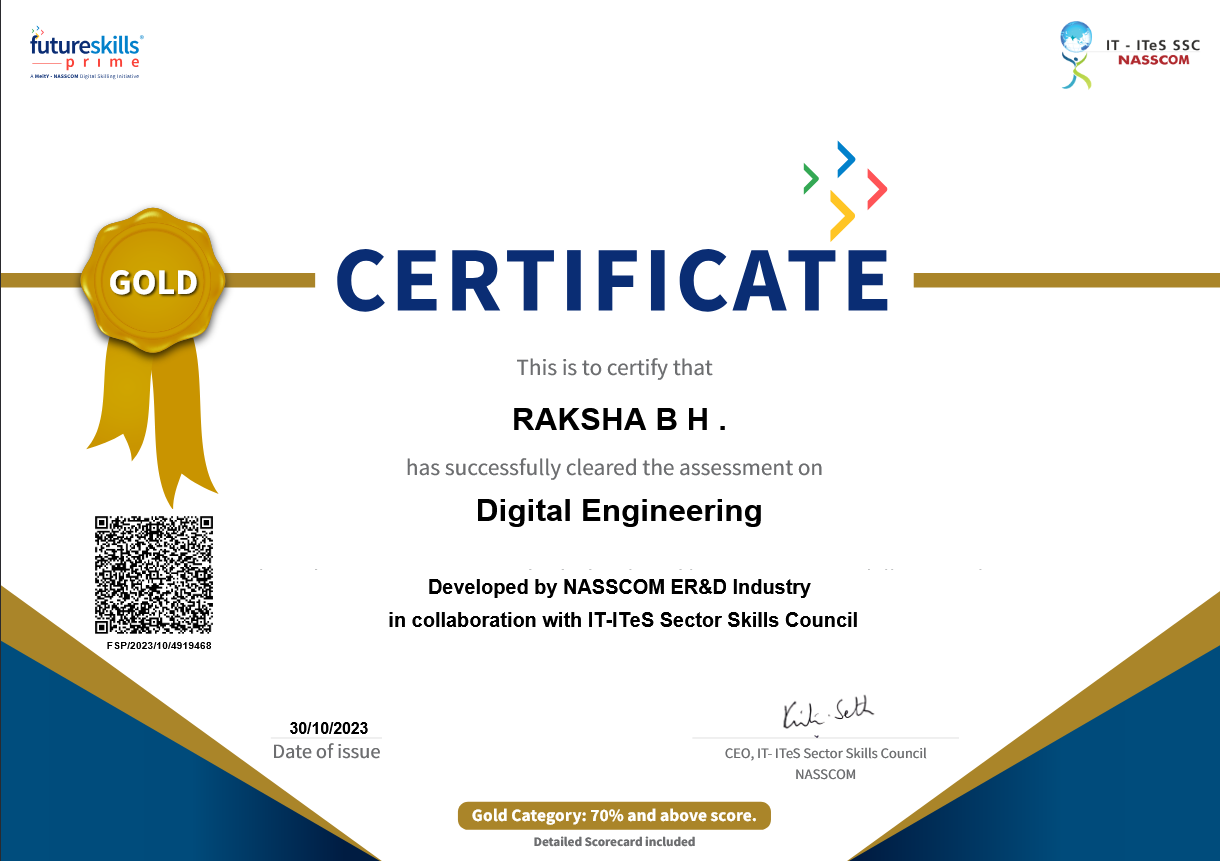 futureskills
prime
A MeitY - NASSCOM Digital Skilling Initiative
IT - ITeS SSC
NASSCOM
GOLD
CERTIFICATE
This is to certify that
RAKSHA B H .
has successfully cleared the assessment on
Digital Engineering
Developed by NASSCOM ER&D Industry
in collaboration with IT-ITeS Sector Skills Council
FSP/2023/10/4919468
30/10/2023
Date of issue
CEO, IT- ITeS Sector Skills Council
NASSCOM
Gold Category: 70% and above score.
Detailed Scorecard included